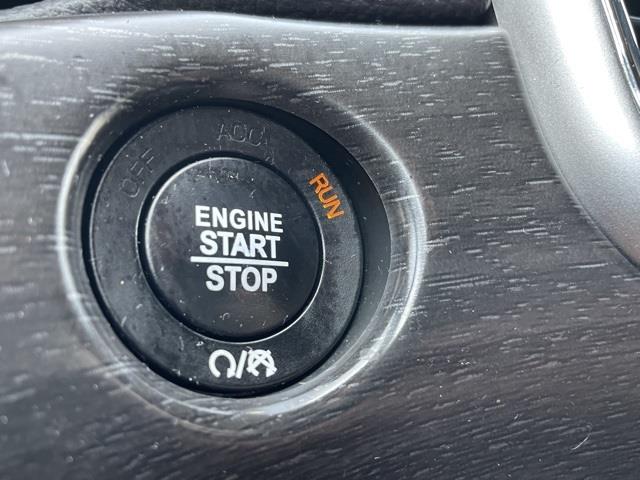 OFF
ACC
RUN
ENGINE
START
STOP